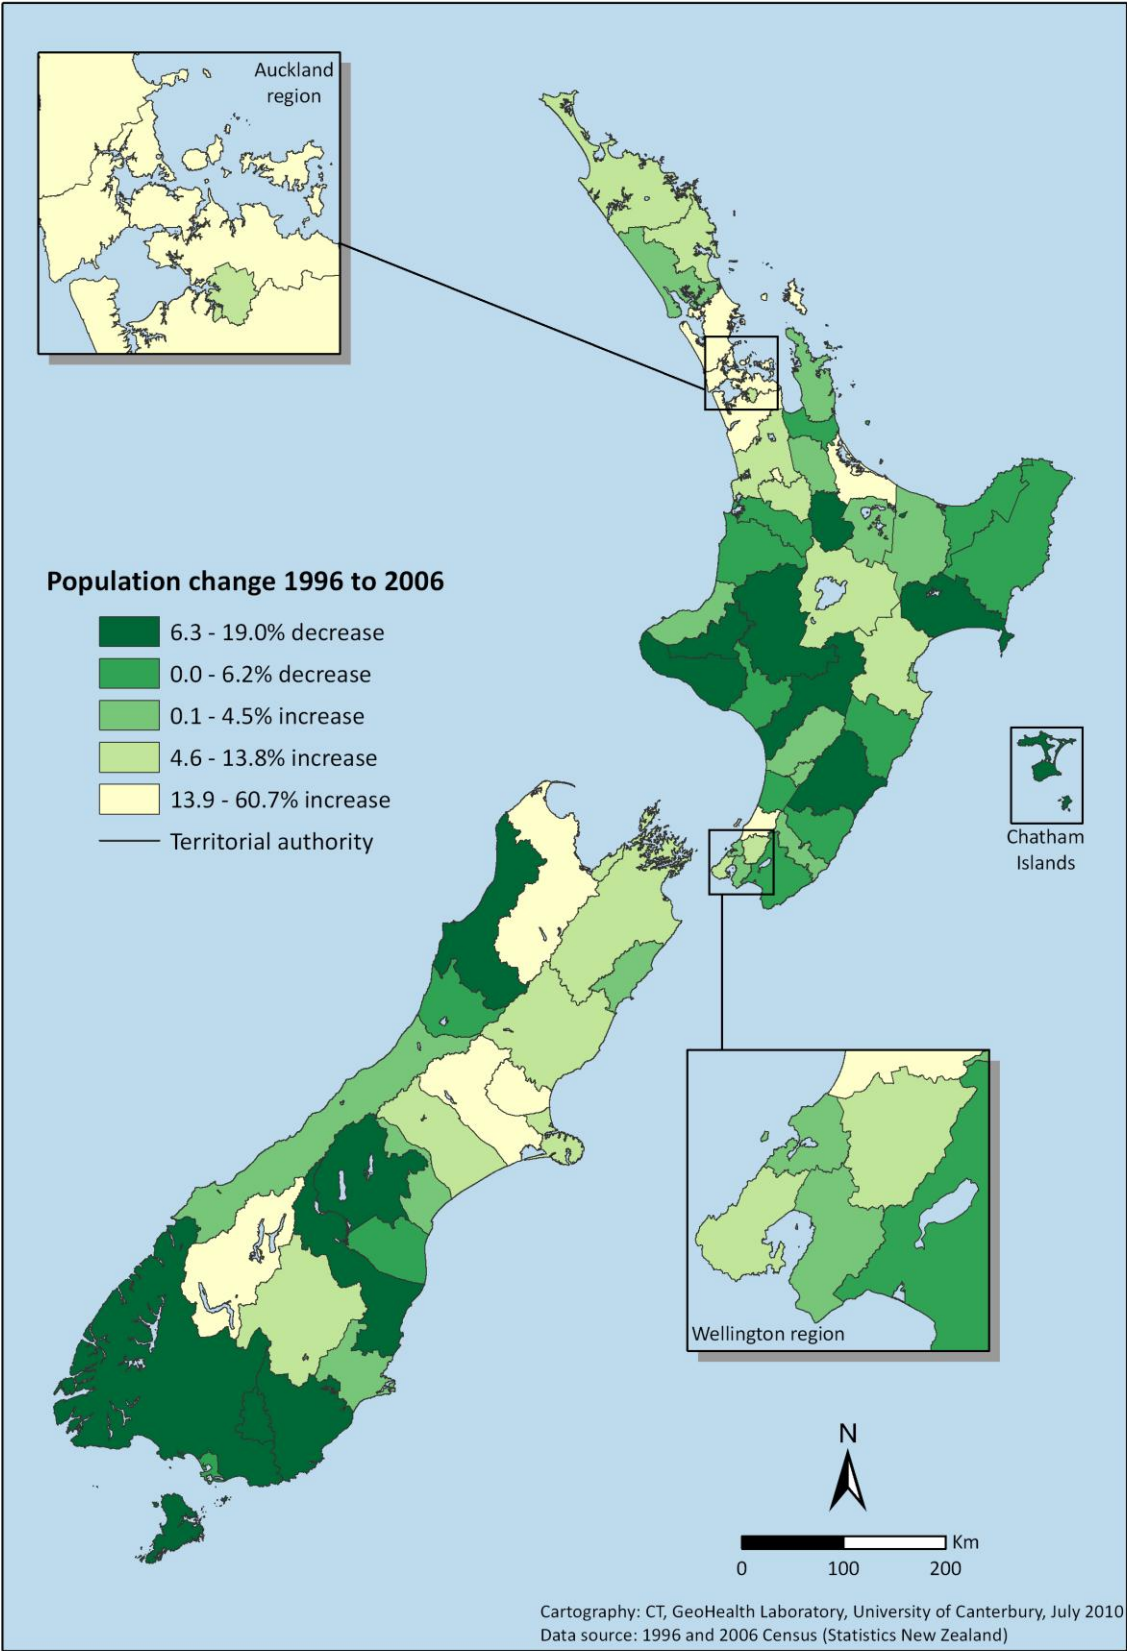 Auckland
region
Population change 1996 to 2006
6.3 - 19.0% decrease
0.0 - 6.2% decrease
0.1 - 4.5% increase
4.6 - 13.8% increase
13.9 - 60.7% increase
Territorial authority
Chatham
Islands
Wellington region
N
Km
0 100 200
Cartography: CT, GeoHealth Laboratory, University of Canterbury, July 2010
Data source: 1996 and 2006 Census (Statistics New Zealand)